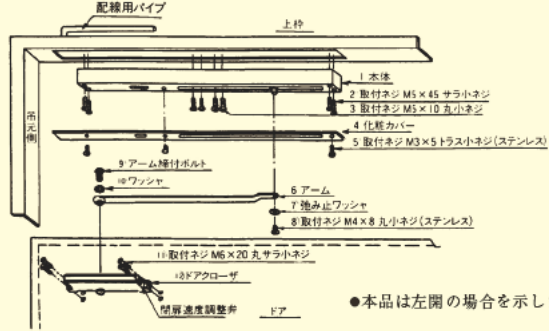 配線用パイプ
上枠
吊元側
1 本体
2 取付ネジ M5×45 サラ小ネジ
3 取付ネジ M5×10 丸小ネジ
4 化粧カバー
5 取付ネジ M3×5トラス小ネジ(ステンレス)
9 アーム締付ボルト
10 ワッシャ
6 アーム
7 弛み止ワッシャ
8 取付ネジ M4×8 丸小ネジ(ステンレス)
11 取付ネジ M6×20 丸サラ小ネジ
12 ドアクローザ
閉扉速度調整弁
ドア
●本品は左開の場合を示し